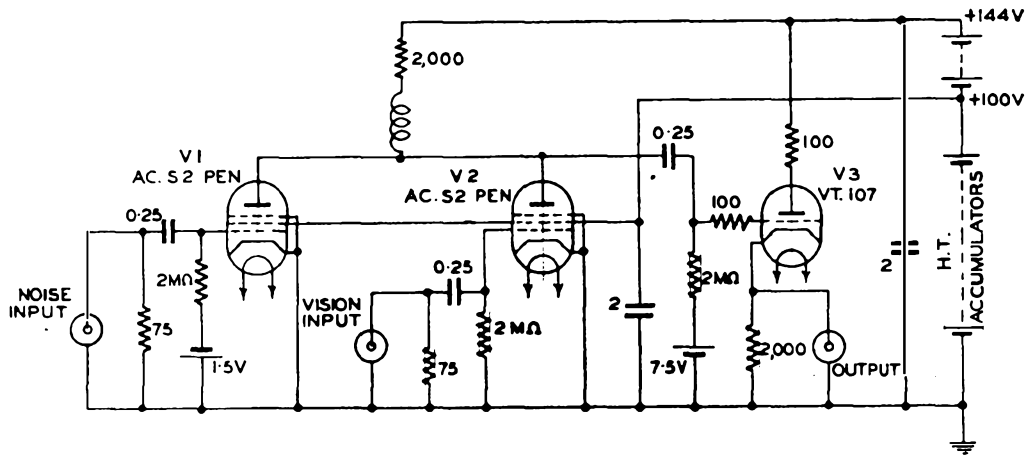 +144V
2,000
+100V
0·25
100
V1
AC. S2 PEN
V2
AC. S2 PEN
V3
VT. 107
100
0·25
2MΩ
0·25
2MΩ
2
H.T.
ACCUMULATORS
NOISE
INPUT
VISION
INPUT
75
2MΩ
2
1·5V
75
7·5V
2,000
OUTPUT